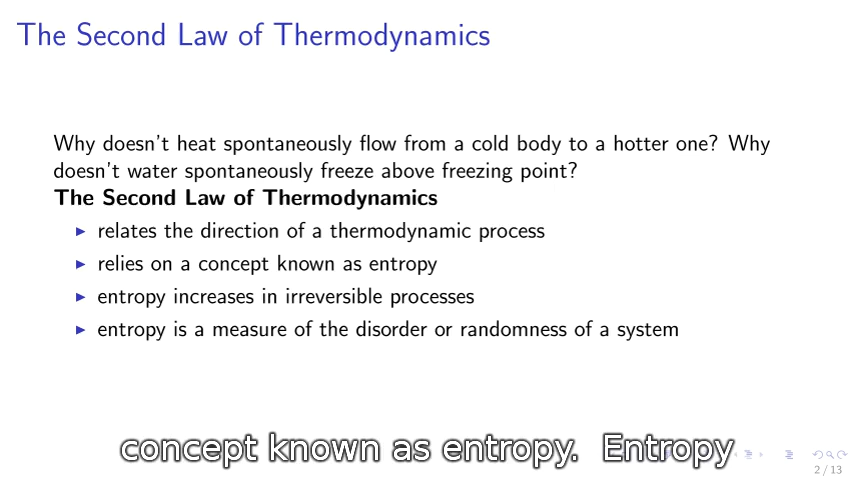 The Second Law of Thermodynamics
Why doesn't heat spontaneously flow from a cold body to a hotter one? Why
doesn't water spontaneously freeze above freezing point?
The Second Law of Thermodynamics
relates the direction of a thermodynamic process
relies on a concept known as entropy
entropy increases in irreversible processes
entropy is a measure of the disorder or randomness of a system
concept known as entropy. Entropy
2 / 13